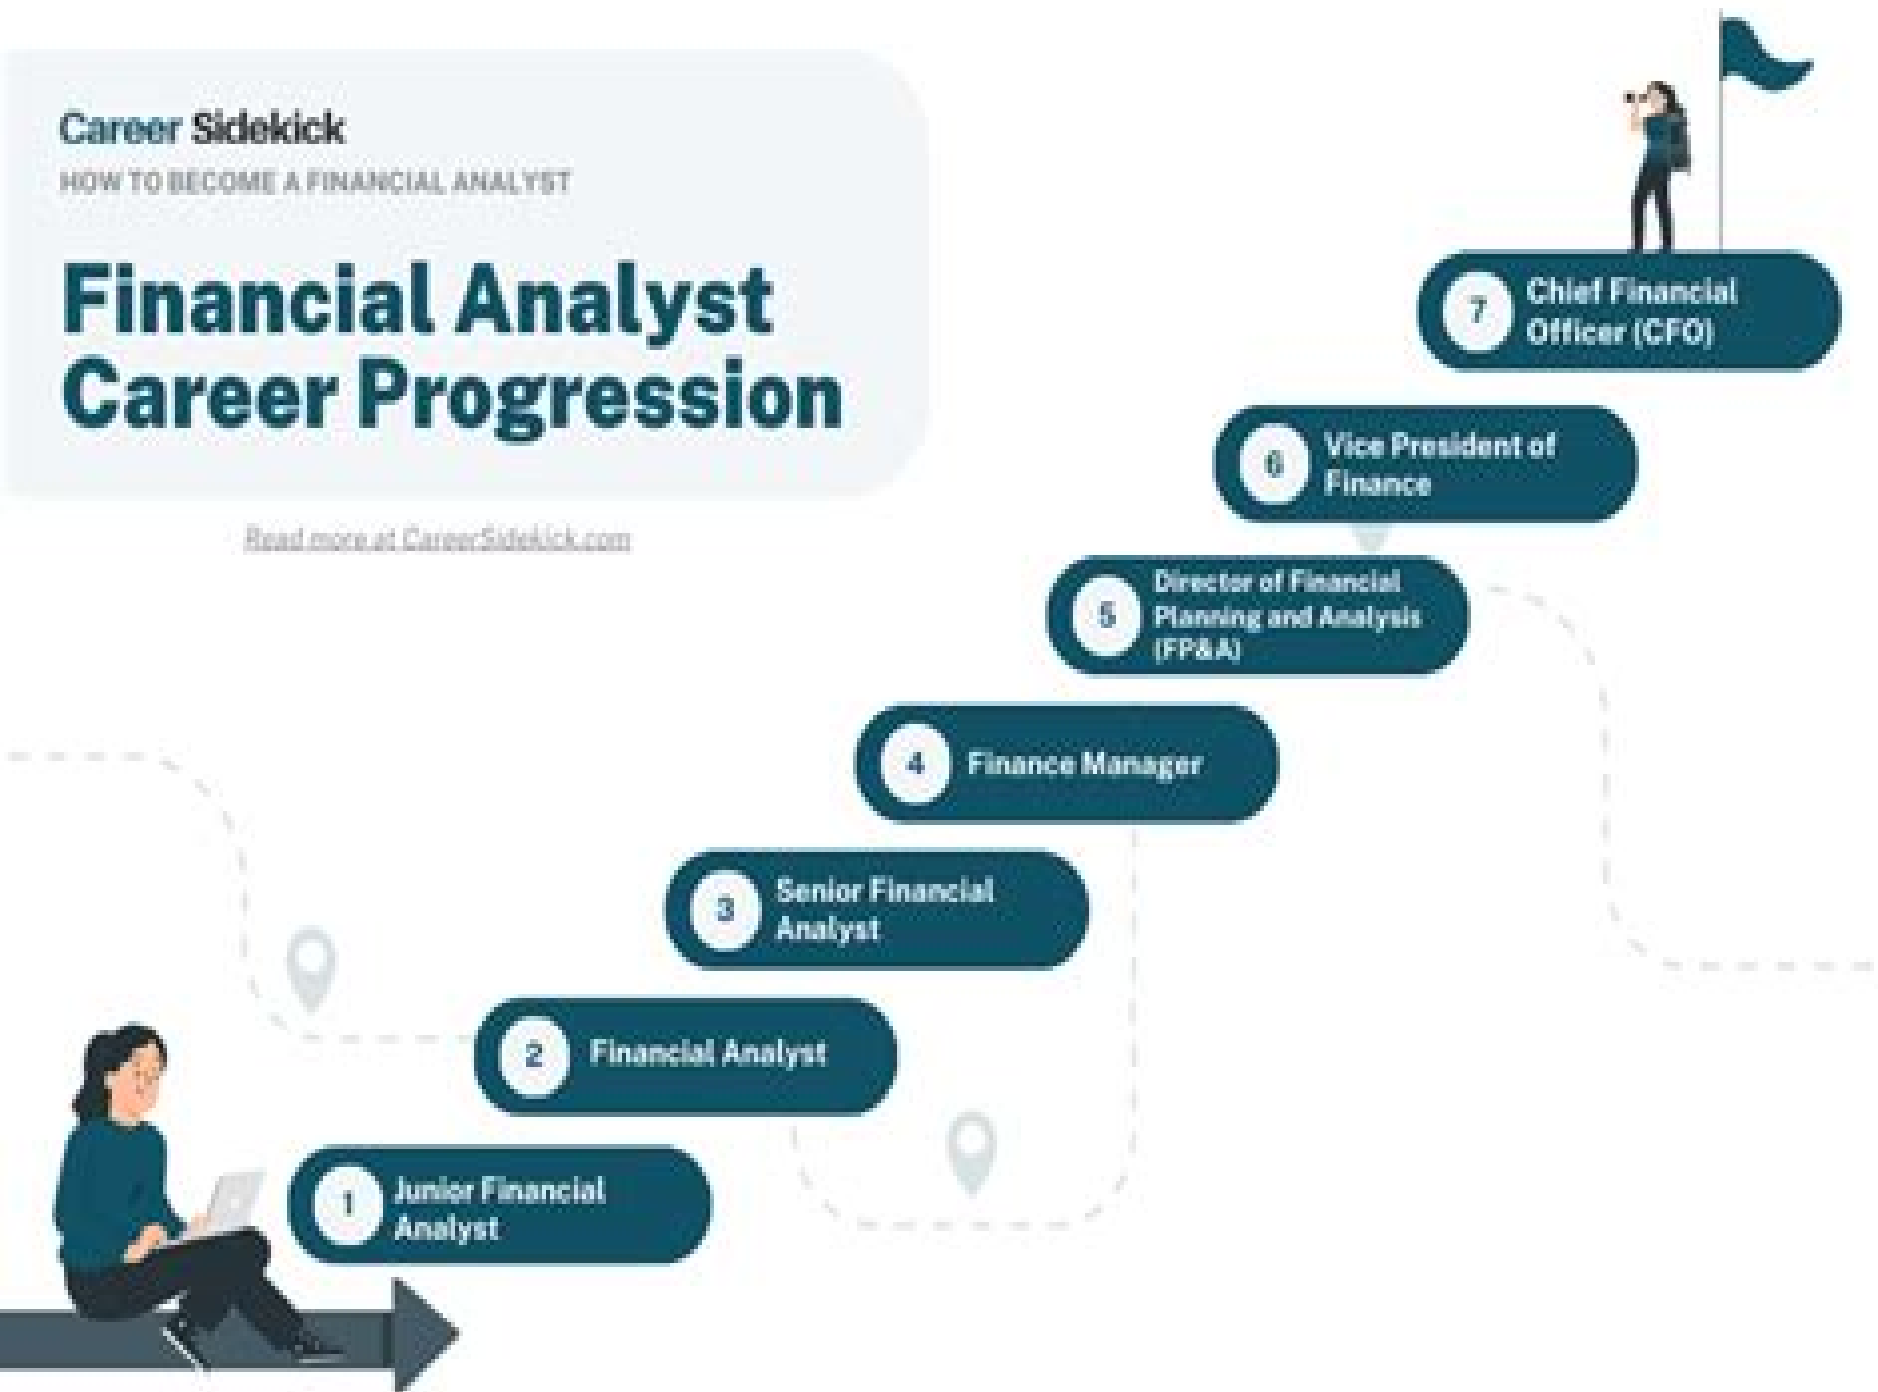 Career Sidekick
HOW TO BECOME A FINANCIAL ANALYST
Financial Analyst
Career Progression
Read more at CareerSidekick.com
7
Chief Financial
Officer (CFO)
6
Vice President of
Finance
5
Director of Financial
Planning and Analysis
(FP&A)
4
Finance Manager
3
Senior Financial
Analyst
2
Financial Analyst
1
Junior Financial
Analyst